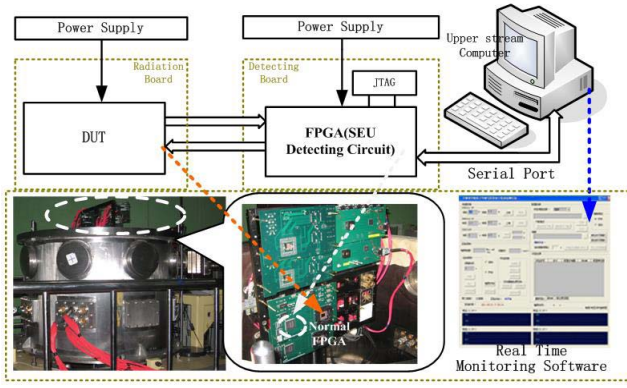 Power Supply
Power Supply
Upper stream
Computer
Radiation
Board
Detecting
Board
JTAG
DUT
FPGA(SEU
Detecting Circuit)
Serial Port
Normal
FPGA
Real Time
Monitoring Software